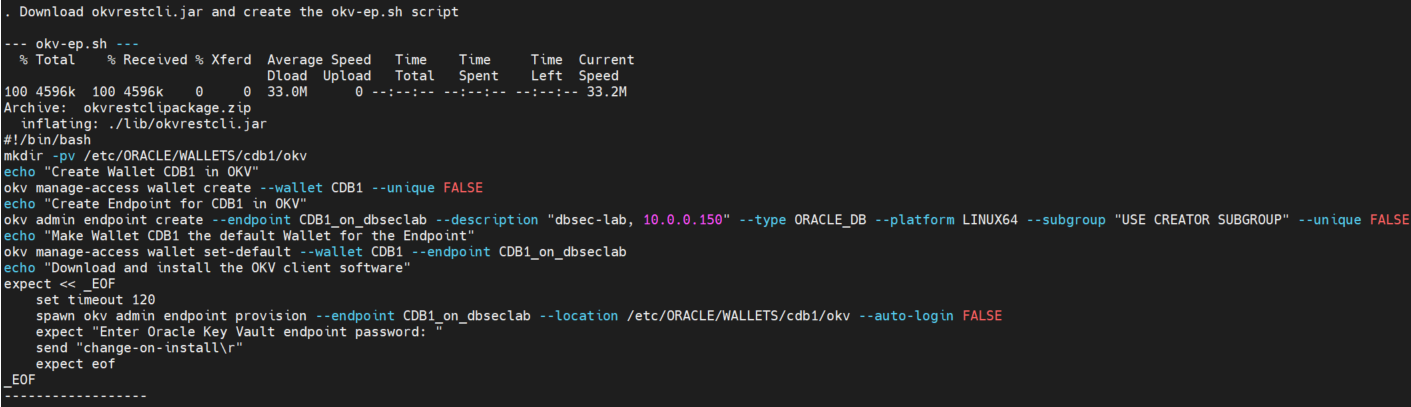 . Download okvrestcli.jar and create the okv-ep.sh script
--- okv-ep.sh ---
  % Total    % Received % Xferd  Average Speed   Time    Time     Time  Current
                                 Dload  Upload   Total   Spent    Left  Speed
100 4596k  100 4596k    0     0  33.0M      0 --:--:-- --:--:-- --:--:-- 33.2M
Archive:  okvrestclipackage.zip
  inflating: ./lib/okvrestcli.jar
#!/bin/bash
mkdir -pv /etc/ORACLE/WALLETS/cdb1/okv
echo "Create Wallet CDB1 in OKV"
okv manage-access wallet create --wallet CDB1 --unique FALSE
echo "Create Endpoint for CDB1 in OKV"
okv admin endpoint create --endpoint CDB1_on_dbseclab --description "dbsec-lab, 10.0.0.150" --type ORACLE_DB --platform LINUX64 --subgroup "USE CREATOR SUBGROUP" --unique FALSE
echo "Make Wallet CDB1 the default Wallet for the Endpoint"
okv manage-access wallet set-default --wallet CDB1 --endpoint CDB1_on_dbseclab
echo "Download and install the OKV client software"
expect << _EOF
    set timeout 120
    spawn okv admin endpoint provision --endpoint CDB1_on_dbseclab --location /etc/ORACLE/WALLETS/cdb1/okv --auto-login FALSE
    expect "Enter Oracle Key Vault endpoint password: "
    send "change-on-install\r"
    expect eof
_EOF
------------------